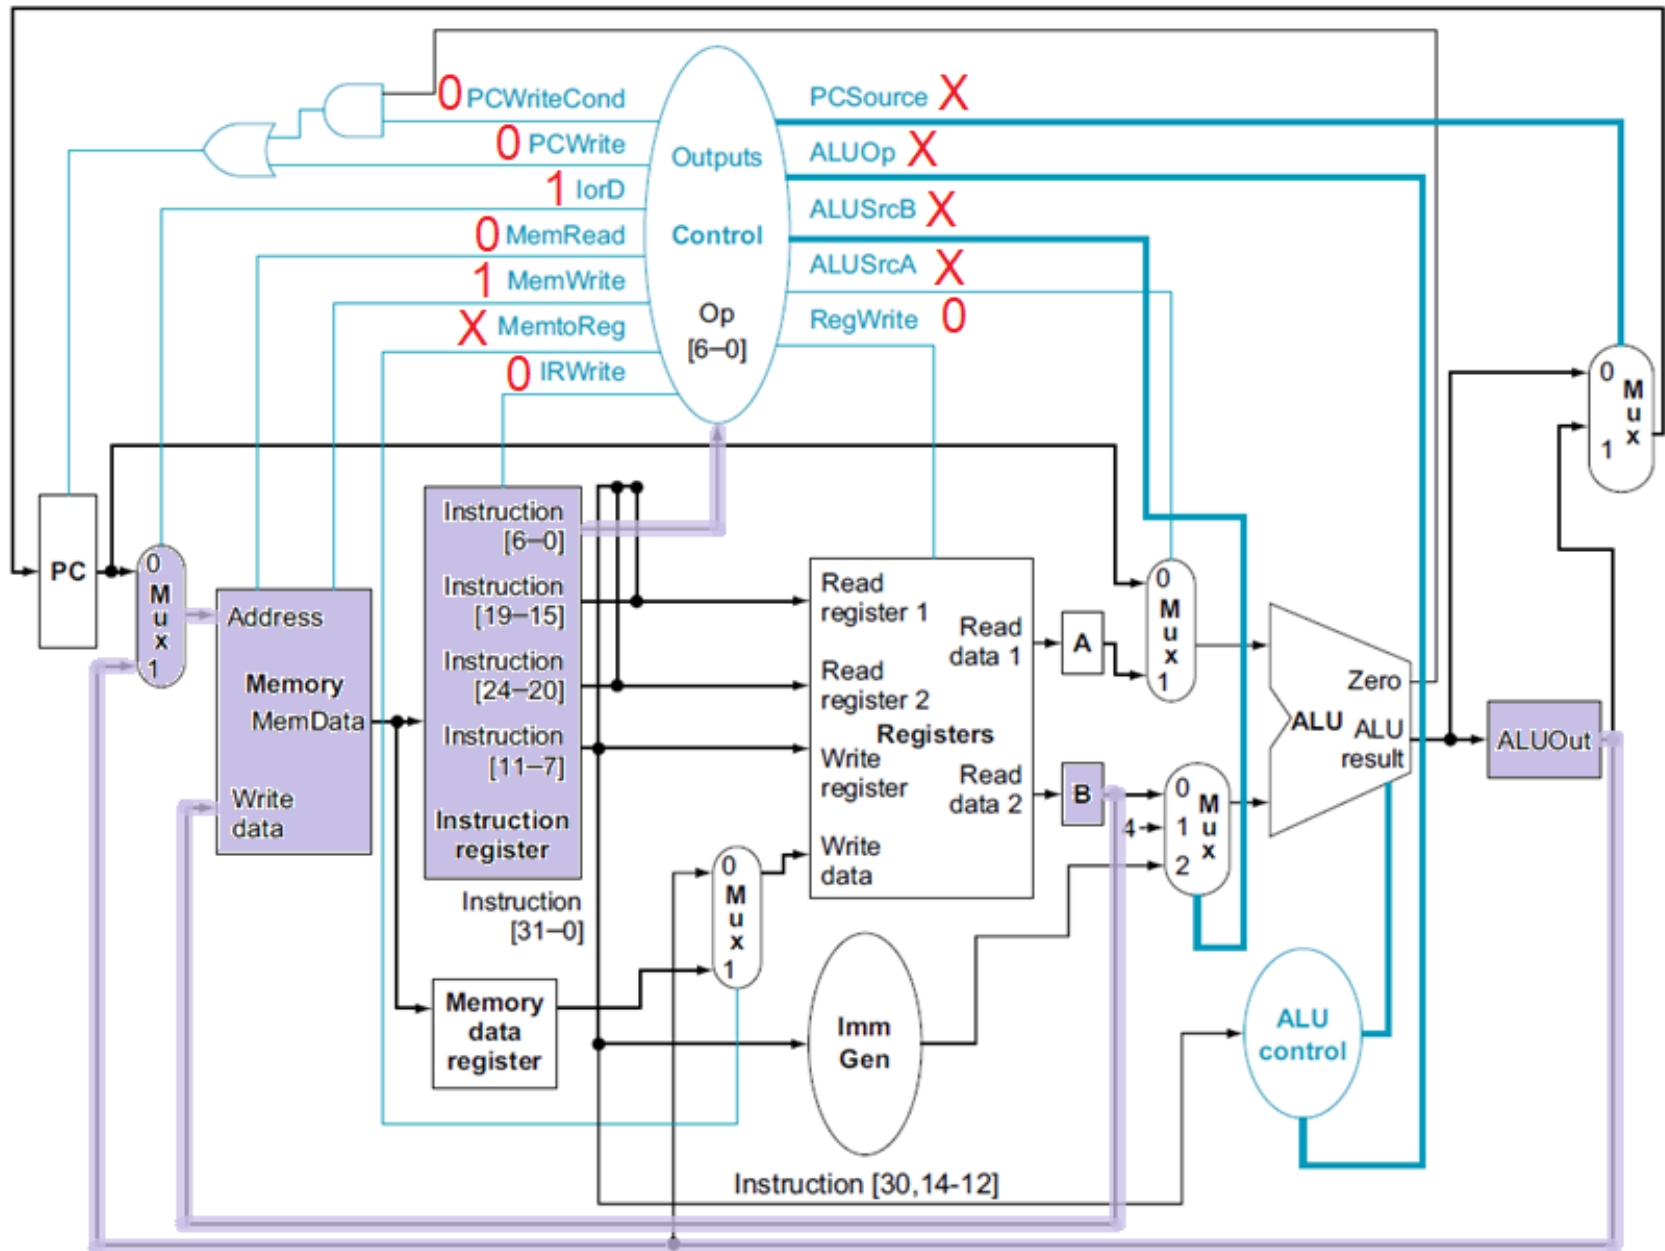 0 PCWriteCond
0 PCWrite
1 IorD
0 MemRead
1 MemWrite
X MemtoReg
0 IRWrite
Outputs
Control
Op
[6–0]
PCSource X
ALUOp X
ALUSrcB X
ALUSrcA X
RegWrite 0
PC
0
M
u
x
1
Address
Memory
MemData
Write
data
Instruction
[6–0]
Instruction
[19–15]
Instruction
[24–20]
Instruction
[11–7]
Instruction
register
Instruction
[31–0]
Memory
data
register
0
M
u
x
1
Read
register 1
Read
register 2
Registers
Write
register
Write
data
Read
data 1
Read
data 2
Imm
Gen
A
B
0
M
u
x
1
0
4
1
2
M
u
x
Zero
ALU
ALU
result
ALUOut
0
M
u
x
1
ALU
control
Instruction [30,14-12]